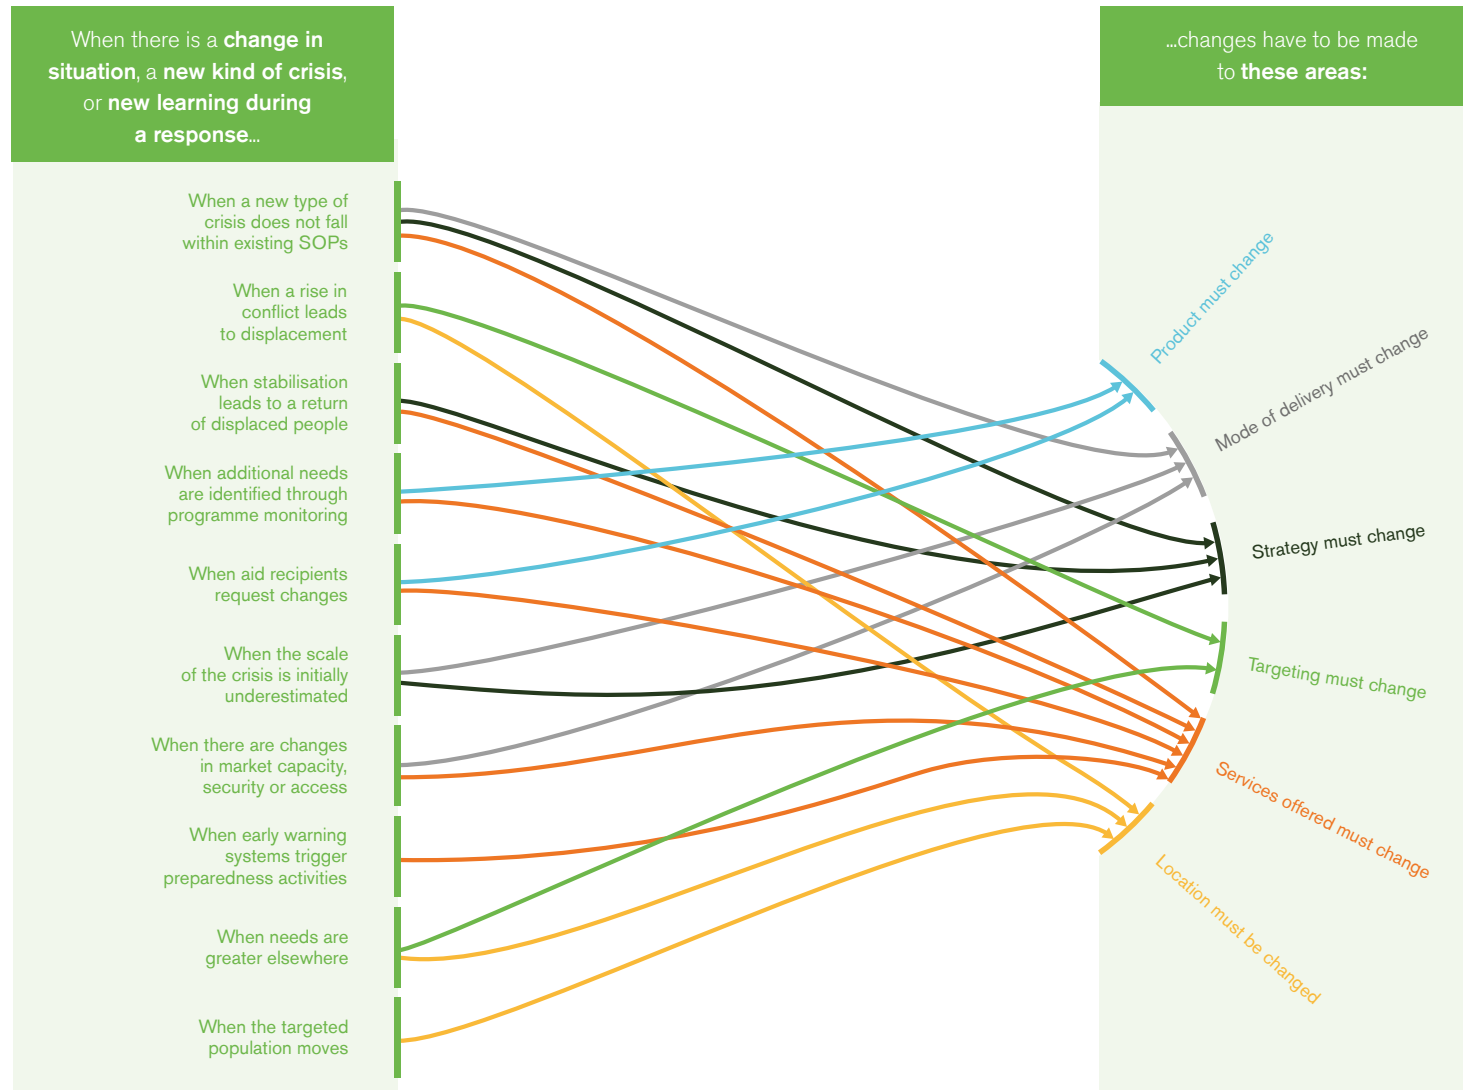 When there is a change in
situation, a new kind of crisis,
or new learning during
a response...
...changes have to be made
to these areas:
When a new type of
crisis does not fall
within existing SOPs
When a rise in
conflict leads
to displacement
When stabilisation
leads to a return
of displaced people
When additional needs
are identified through
programme monitoring
When aid recipients
request changes
When the scale
of the crisis is initially
underestimated
When there are changes
in market capacity,
security or access
When early warning
systems trigger
preparedness activities
When needs are
greater elsewhere
When the targeted
population moves
Product must change
Mode of delivery must change
Strategy must change
Targeting must change
Services offered must change
Location must be changed